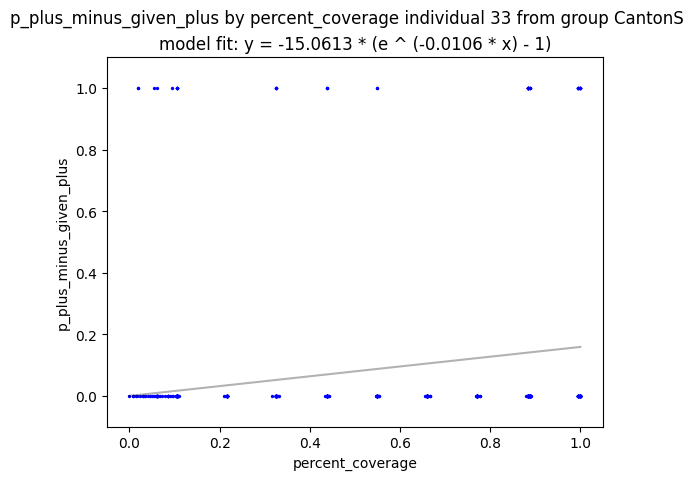 p_plus_minus_given_plus by percent_coverage individual 33 from group CantonS
model fit: y = -15.0613 * (e ^ (-0.0106 * x) - 1)
1.0
0.8
0.6
0.4
0.2
0.0
p_plus_minus_given_plus
0.0 0.2 0.4 0.6 0.8 1.0
percent_coverage